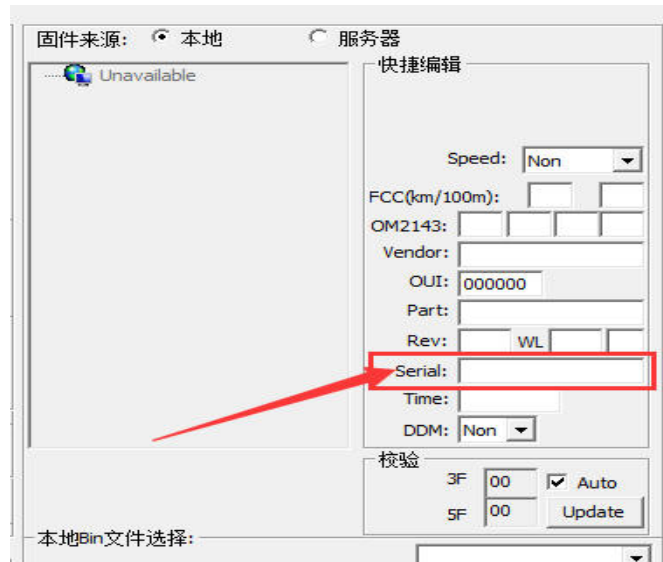 固件来源: 本地 服务器
Unavailable
快捷编辑
Speed: Non
FCC(km/100m):
OM2143:
Vendor:
OUI: 000000
Part:
Rev: WL
Serial:
Time:
DDM: Non
校验
3F 00 Auto
5F 00 Update
本地Bin文件选择: